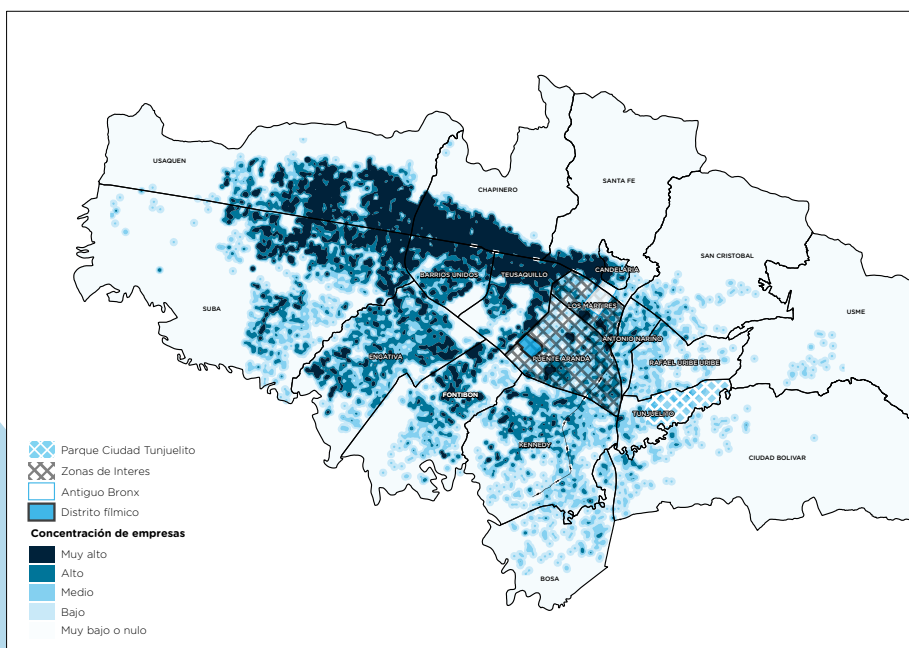 USAQUEN
CHAPINERO
SANTA FE
SAN CRISTOBAL
CANDELARIA
BARRIOS UNIDOS
TEUSAQUILLO
LOS MARTIRES
SUBA
USME
ANTONIO NARIÑO
ENGATIVA
PUENTE ARANDA
RAFAEL URIBE URIBE
FONTIBON
TUNJUELITO
KENNEDY
CIUDAD BOLIVAR
BOSA
Parque Ciudad Tunjuelito
Zonas de Interes
Antiguo Bronx
Distrito fílmico
Concentración de empresas
Muy alto
Alto
Medio
Bajo
Muy bajo o nulo